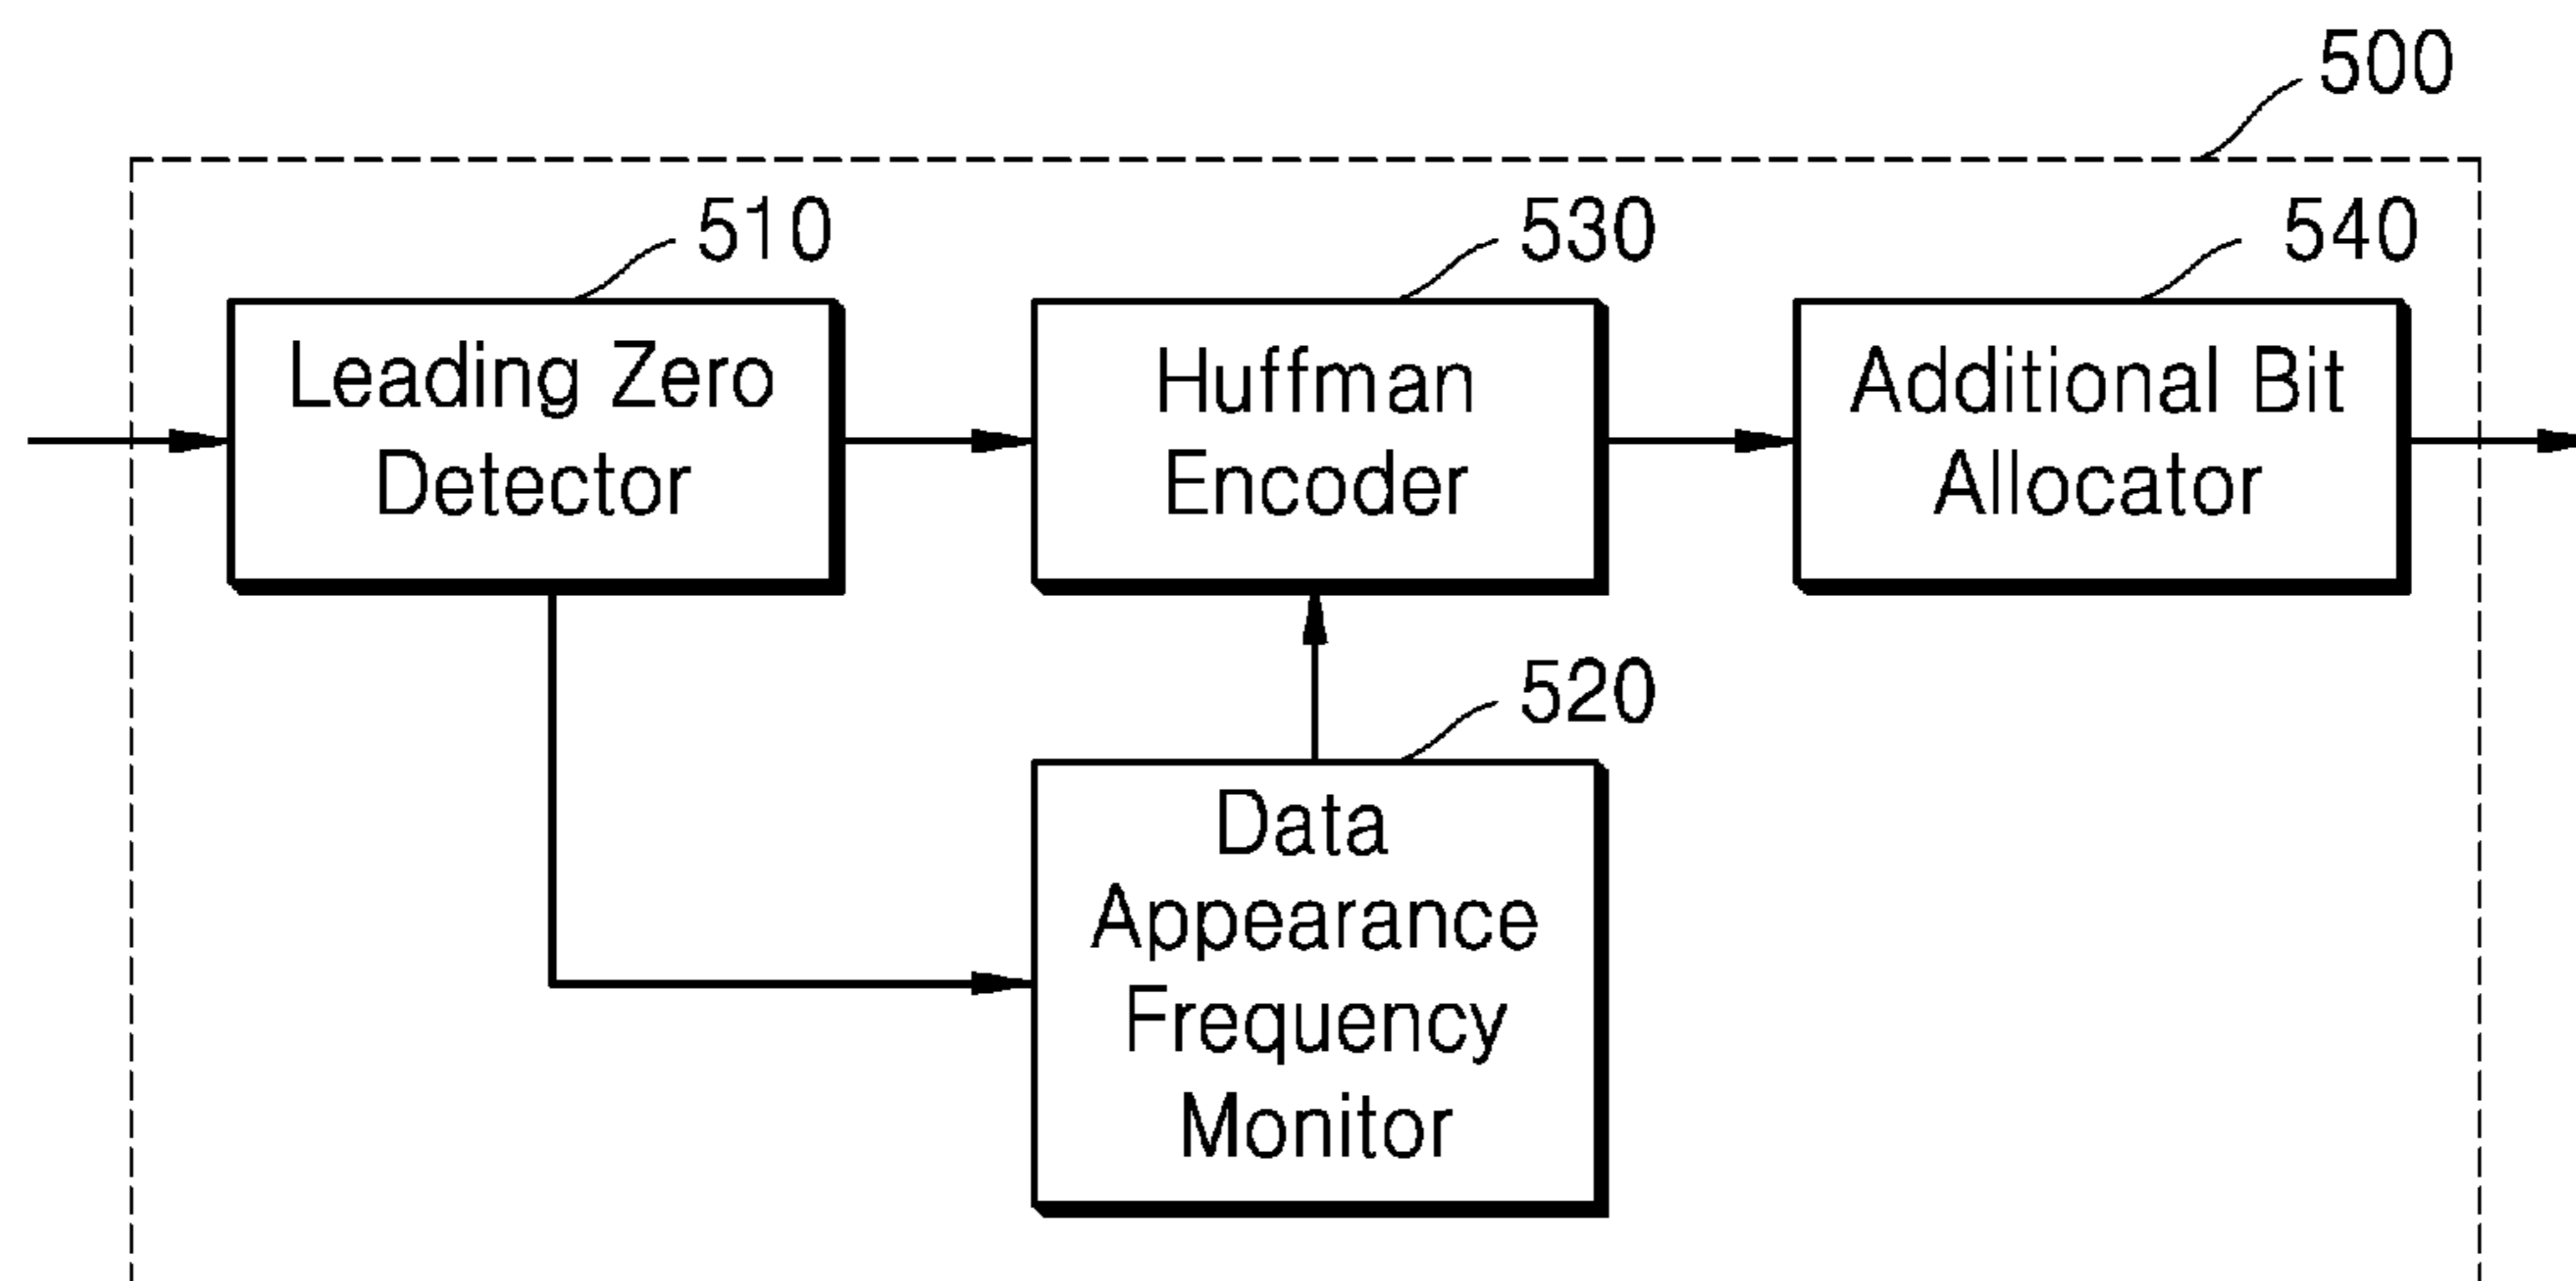 500
510
530
540
Leading Zero
Detector
Huffman
Encoder
Additional Bit
Allocator
520
Data
Appearance
Frequency
Monitor